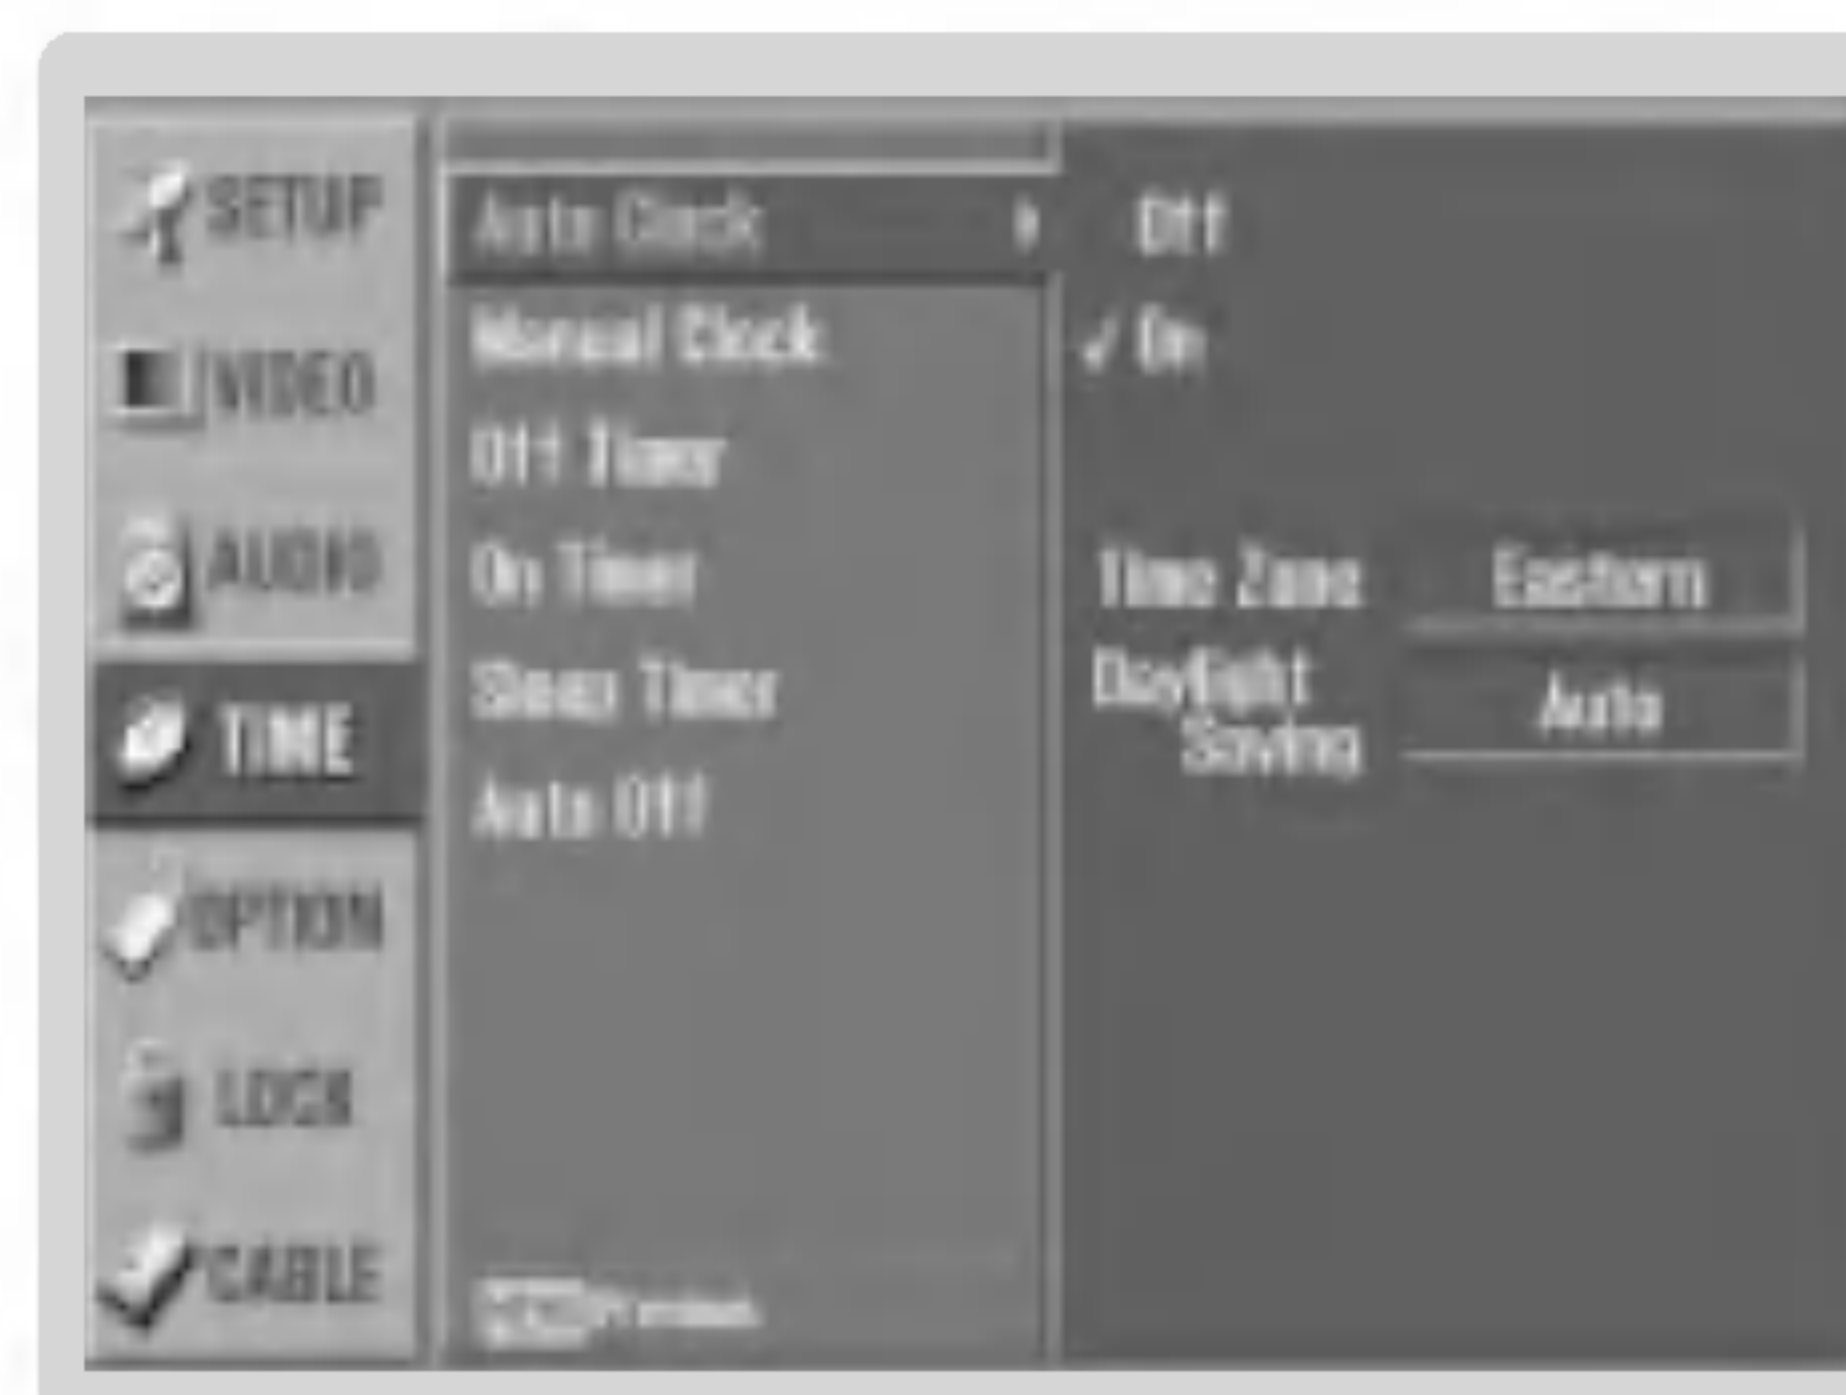 SETUP
VIDEO
AUDIO
TIME
OPTION
LOCK
CABLE
Auto Clock
Manual Clock
Off Timer
On Timer
Sleep Timer
Auto Off
Off
✓ On
Time Zone Eastern
Daylight
Saving Auto